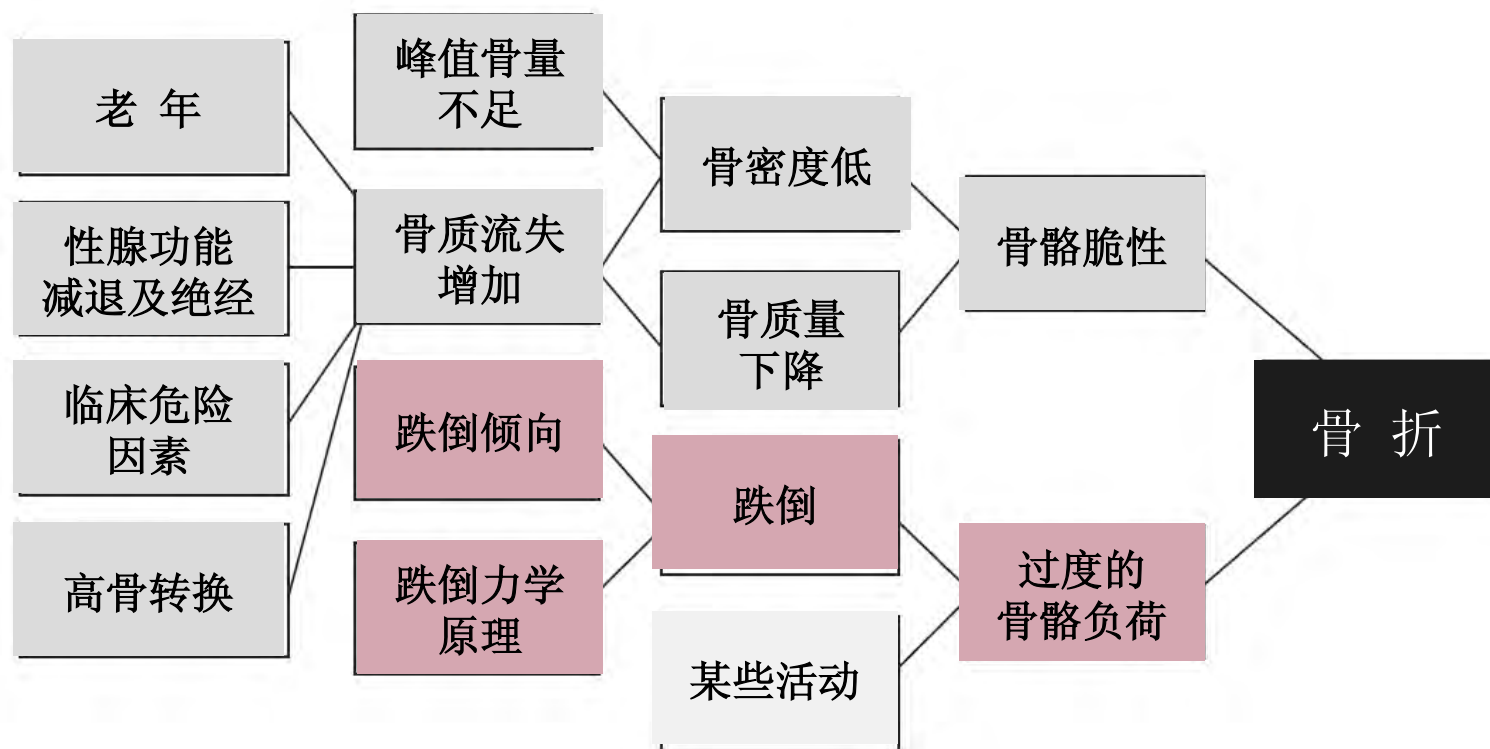 老 年
性腺功能
减退及绝经
临床危险
因素
高骨转换
峰值骨量
不足
骨质流失
增加
跌倒倾向
跌倒力学
原理
骨密度低
骨质量
下降
跌倒
某些活动
骨骼脆性
过度的
骨骼负荷
骨 折